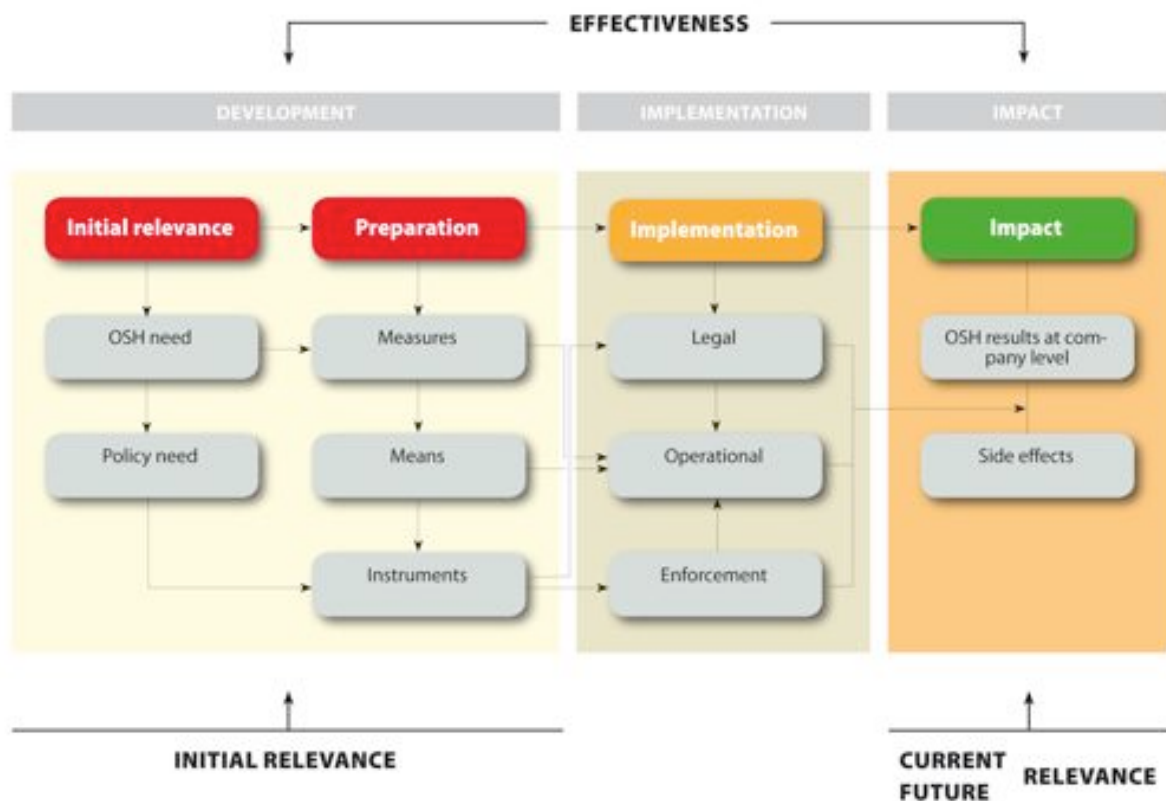 EFFECTIVENESS
DEVELOPMENT
IMPLEMENTATION
IMPACT
Initial relevance
Preparation
Implementation
Impact
OSH need
Measures
Legal
OSH results at com-
pany level
Policy need
Means
Operational
Side effects
Instruments
Enforcement
INITIAL RELEVANCE
CURRENT
FUTURE
RELEVANCE